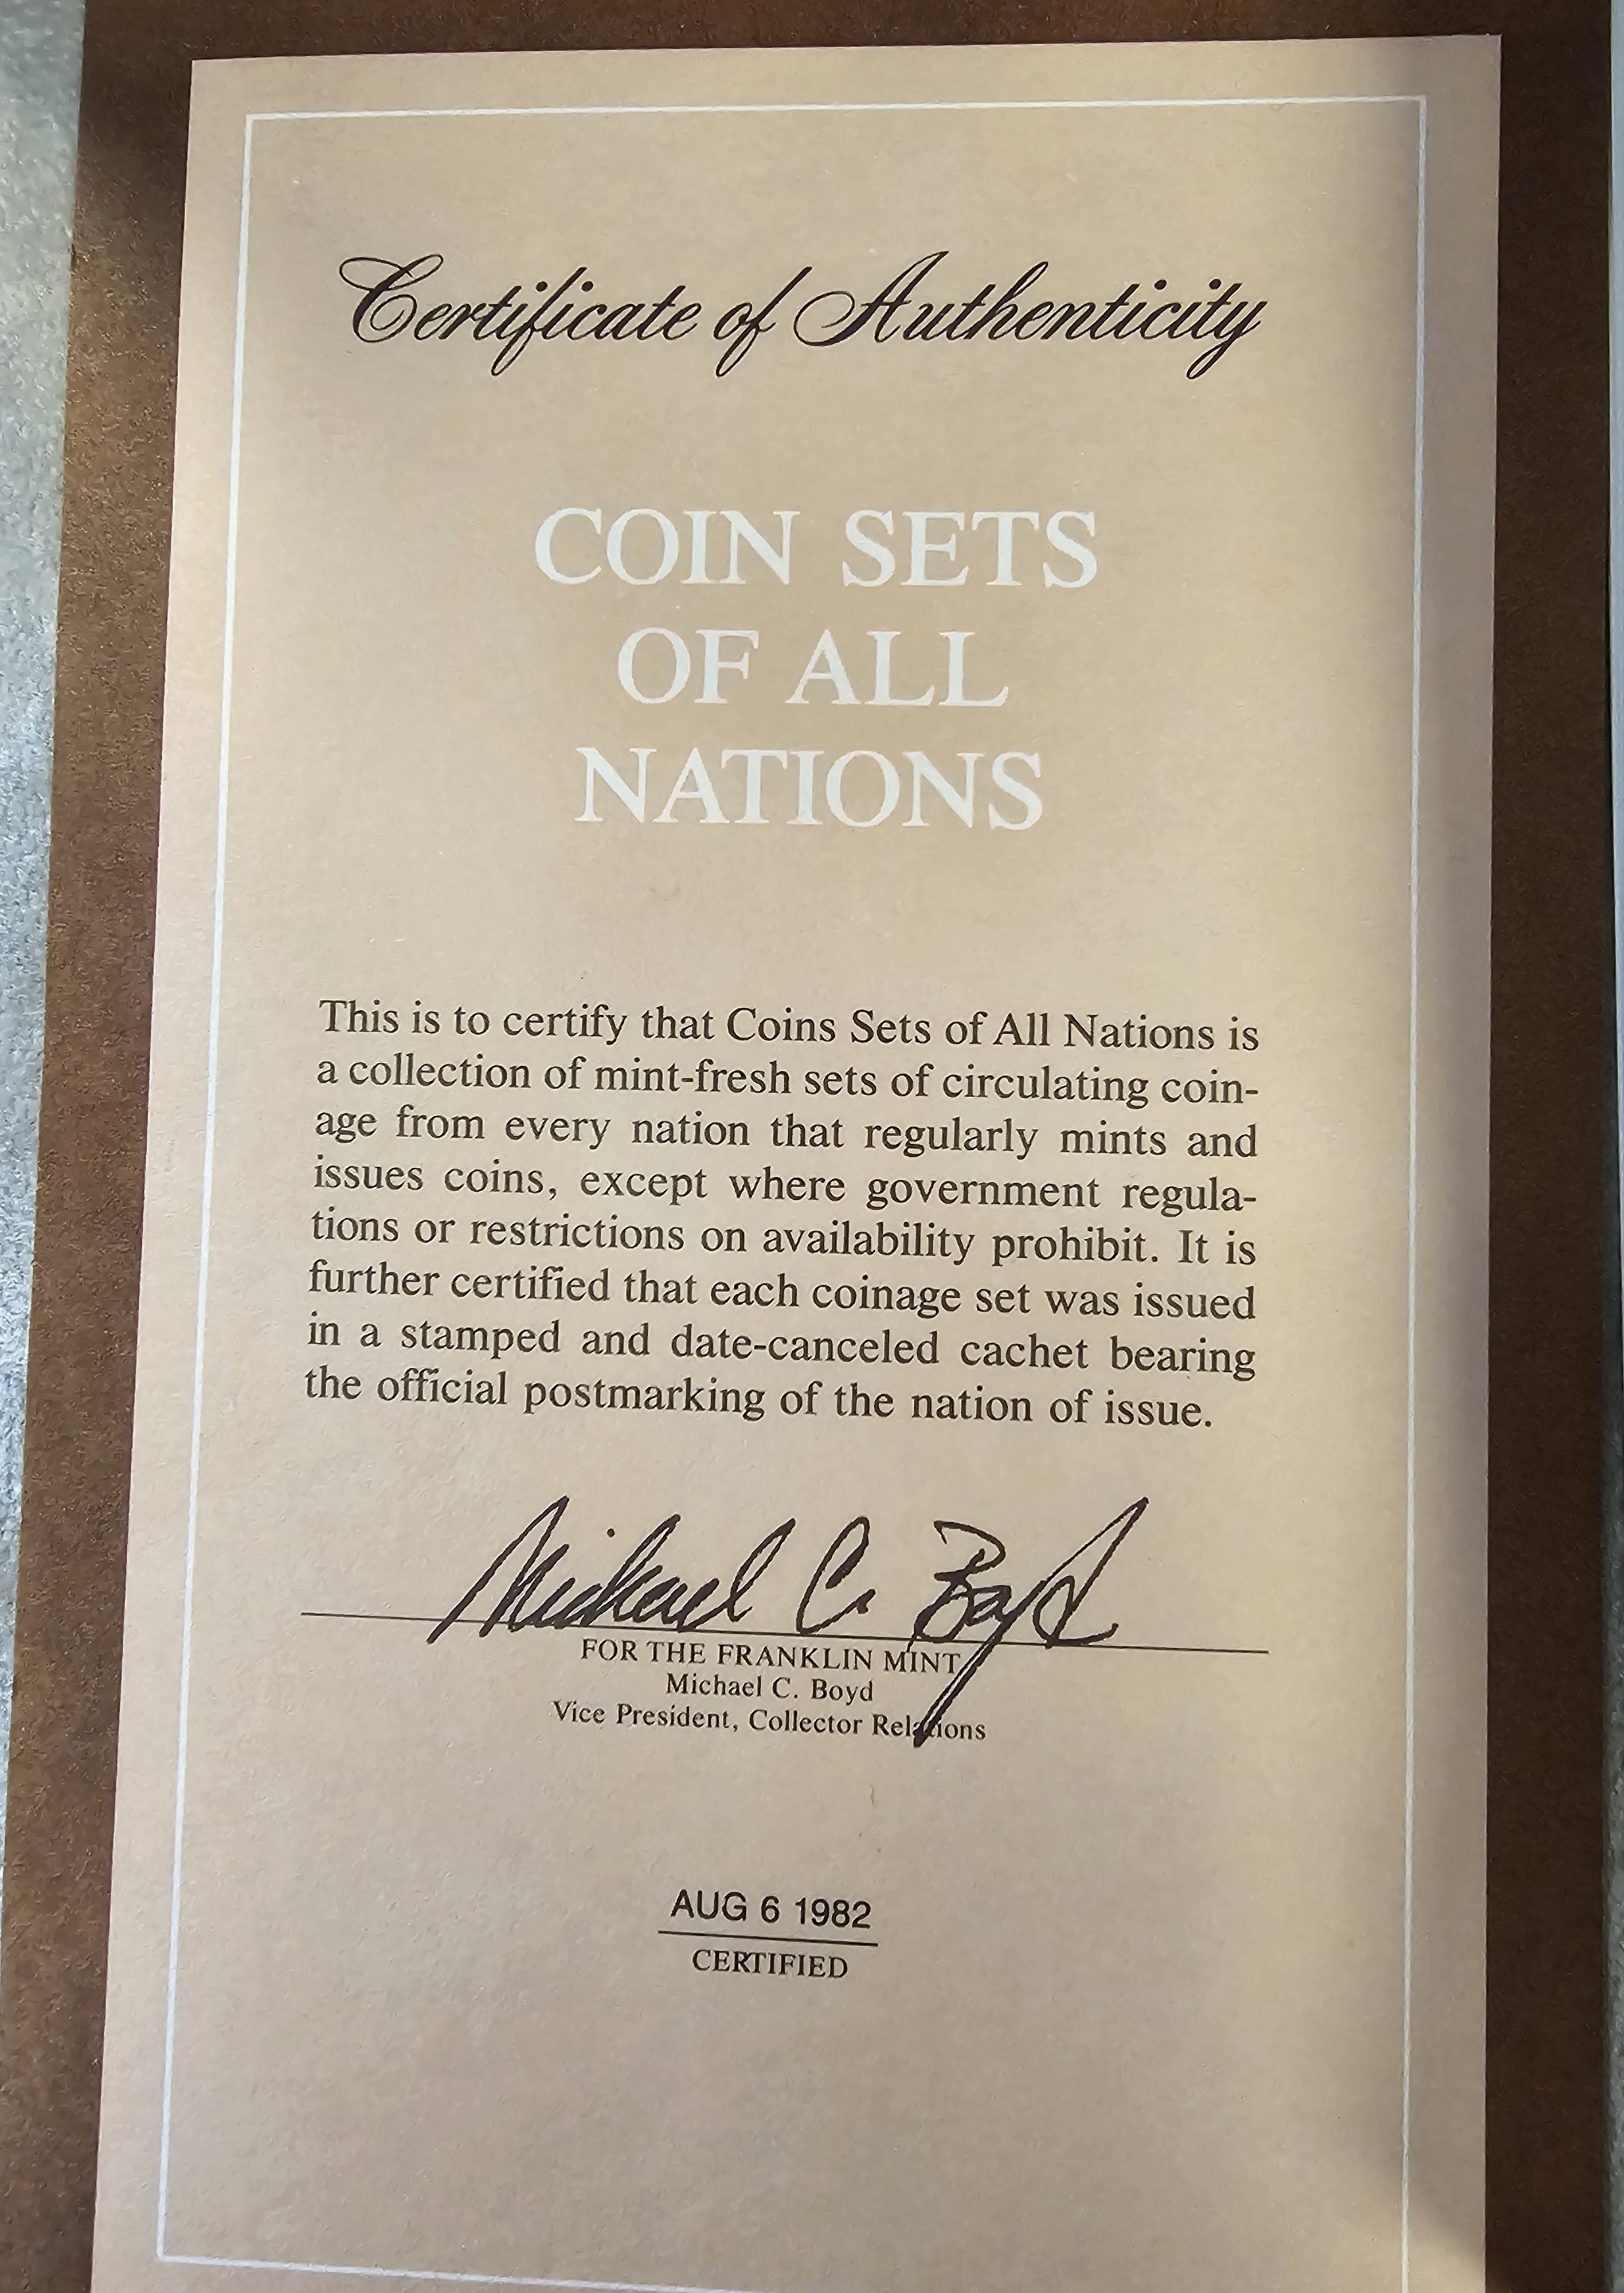 Certificate of Authenticity
COIN SETS
OF ALL
NATIONS
This is to certify that Coins Sets of All Nations is
a collection of mint-fresh sets of circulating coin-
age from every nation that regularly mints and
issues coins, except where government regula-
tions or restrictions on availability prohibit. It is
further certified that each coinage set was issued
in a stamped and date-canceled cachet bearing
the official postmarking of the nation of issue.
Michael C. Boyd
FOR THE FRANKLIN MINT
Michael C. Boyd
Vice President, Collector Relations
AUG 6 1982
CERTIFIED